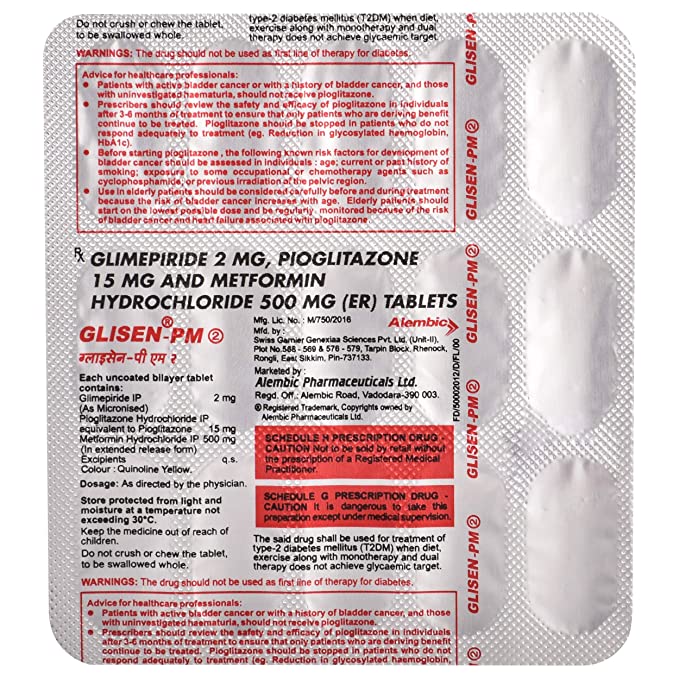 Do not crush or chew the tablet,
to be swallowed whole.
type-2 diabetes mellitus (T2DM) when diet,
exercise along with monotherapy and dual
therapy does not achieve glycaemic target.
WARNINGS: The drug should not be used as first line of therapy for diabetes.
Advice for healthcare professionals:
• Patients with active bladder cancer or with a history of bladder cancer, and those
with uninvestigated haematuria, should not receive pioglitazone.
• Prescribers should review the safety and efficacy of pioglitazone in individuals
after 3-6 months of treatment to ensure that only patients who are deriving benefit
continue to be treated. Pioglitazone should be stopped in patients who do not
respond adequately to treatment (eg. Reduction in glycosylated haemoglobin,
HbA1c).
• Before starting pioglitazone , the following known risk factors for development of
bladder cancer should be assessed in individuals : age; current or past history of
smoking; exposure to some occupational or chemotherapy agents such as
cyclophosphamide, or previous irradiation of the pelvic region.
• Use in elderly patients should be considered carefully before and during treatment
because the risk of bladder cancer increases with age. Elderly patients should
start on the lowest possible dose and be regularly monitored because of the risk
of bladder cancer and heart failure associated with pioglitazone.
GLISEN-PM ②
℞ GLIMEPIRIDE 2 MG, PIOGLITAZONE
15 MG AND METFORMIN
HYDROCHLORIDE 500 MG (ER) TABLETS
GLISEN-PM® ②
ग्लाइसेन-पी एम २
Each uncoated bilayer tablet
contains:
Glimepiride IP 2 mg
(As Micronised)
Pioglitazone Hydrochloride IP
equivalent to Pioglitazone 15 mg
Metformin Hydrochloride IP 500 mg
(In extended release form)
Excipients q.s.
Colour : Quinoline Yellow.
Dosage: As directed by the physician.
Store protected from light and
moisture at a temperature not
exceeding 30°C.
Keep the medicine out of reach of
children.
Do not crush or chew the tablet,
to be swallowed whole.
Mfg. Lic. No. : M/750/2016
Alembic
Mfd. by :
Swiss Garnier Genexiaa Sciences Pvt. Ltd. (Unit-II),
Plot No.568 - 569 & 576 - 579, Tarpin Block, Rhenock,
Rongli, East Sikkim, Pin-737133.
Marketed by :
Alembic Pharmaceuticals Ltd.
Regd. Off.: Alembic Road, Vadodara-390 003.
® Registered Trademark, Copyrights owned by
Alembic Pharmaceuticals Ltd.
SCHEDULE H PRESCRIPTION DRUG -
CAUTION Not to be sold by retail without
the prescription of a Registered Medical
Practitioner.
SCHEDULE G PRESCRIPTION DRUG -
CAUTION It is dangerous to take this
preparation except under medical supervision.
The said drug shall be used for treatment of
type-2 diabetes mellitus (T2DM) when diet,
exercise along with monotherapy and dual
therapy does not achieve glycaemic target.
GLISEN-PM ②
FD/50002012/D/FL/00
GLISEN-PM ②
WARNINGS: The drug should not be used as first line of therapy for diabetes.
Advice for healthcare professionals:
• Patients with active bladder cancer or with a history of bladder cancer, and those
with uninvestigated haematuria, should not receive pioglitazone.
• Prescribers should review the safety and efficacy of pioglitazone in individuals
after 3-6 months of treatment to ensure that only patients who are deriving benefit
continue to be treated. Pioglitazone should be stopped in patients who do not
respond adequately to treatment (eg. Reduction in glycosylated haemoglobin,
GLISEN-PM ②